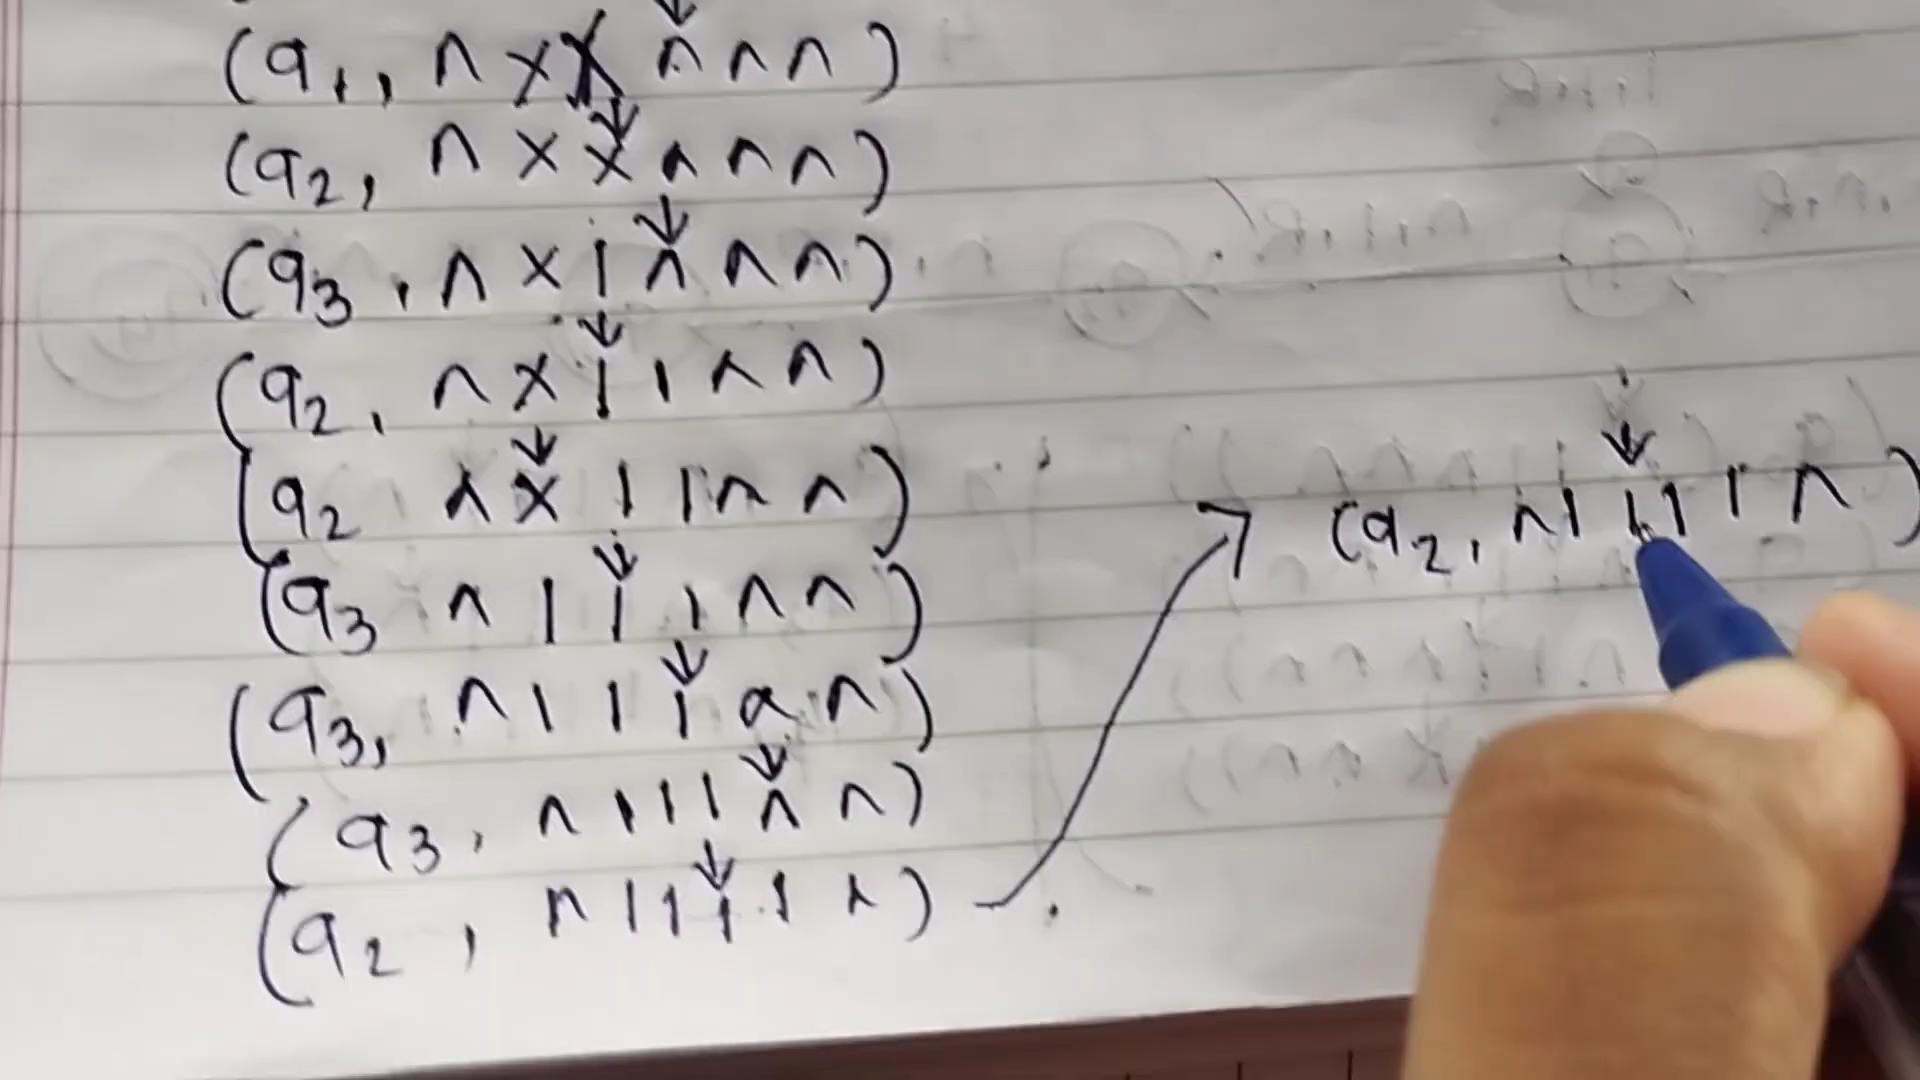 (q1, ∧ x x ∧ ∧ ∧)
(q2, ∧ x x ∧ ∧ ∧)
(q3, ∧ x 1 ∧ ∧ ∧)
(q2, ∧ x 1 1 ∧ ∧)
(q2 ∧ x 1 1 ∧ ∧)
(q3 ∧ 1 1 1 ∧ ∧)
(q3, ∧ 1 1 1 ∧ ∧)
(q3, ∧ 1 1 1 ∧ ∧)
(q2, ∧ 1 1 1 1 ∧)
(q2, ∧ 1 1 1 1 ∧)